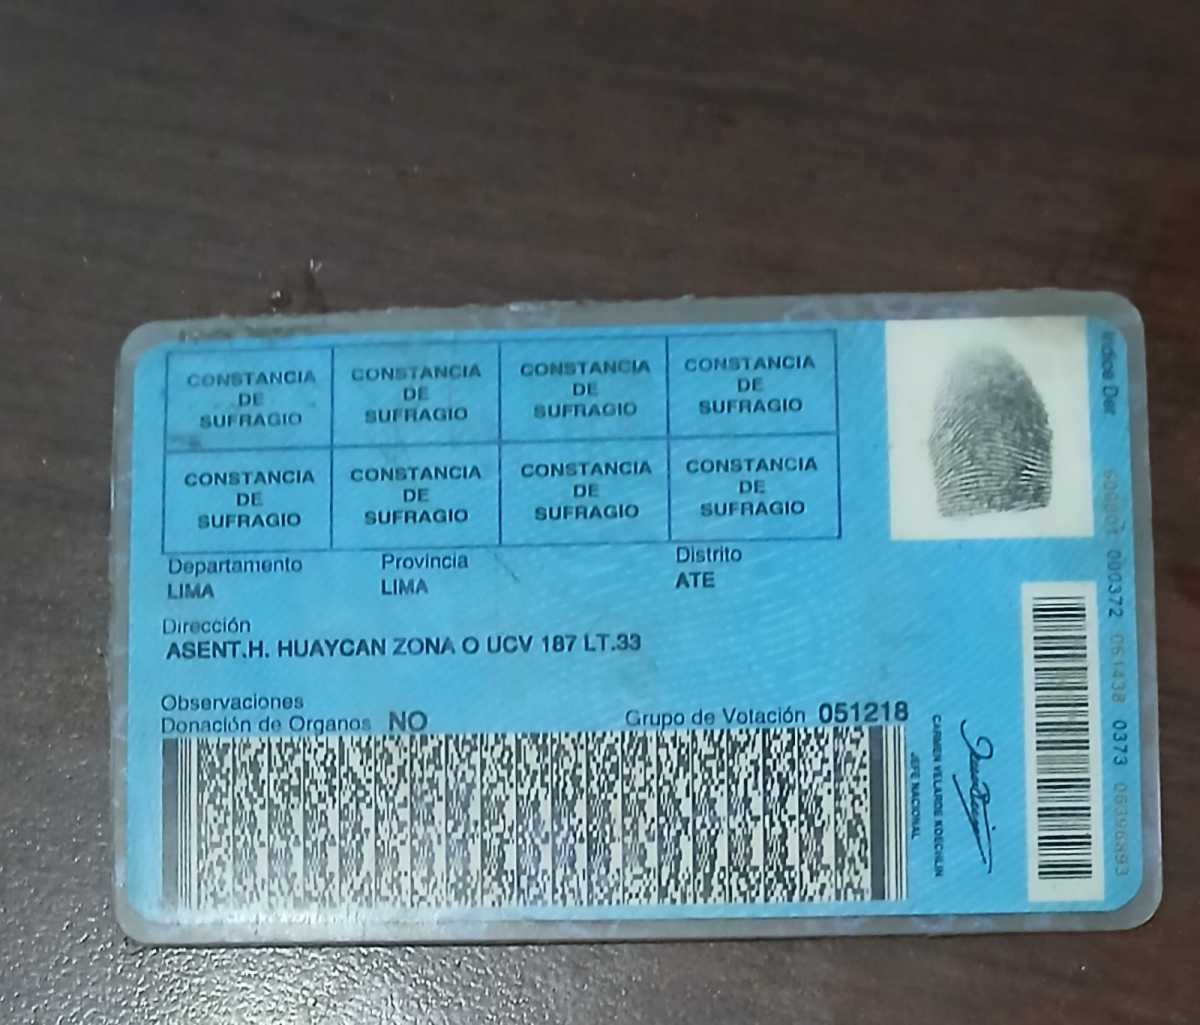 CONSTANCIA DE SUFRAGIO
CONSTANCIA DE SUFRAGIO
CONSTANCIA DE SUFRAGIO
CONSTANCIA DE SUFRAGIO
CONSTANCIA DE SUFRAGIO
CONSTANCIA DE SUFRAGIO
CONSTANCIA DE SUFRAGIO
CONSTANCIA DE SUFRAGIO
Departamento Provincia Distrito
LIMA LIMA ATE
Dirección
ASENT.H. HUAYCAN ZONA O UCV 187 LT.33
Observaciones
Donación de Organos NO Grupo de Votación 051218
CARMEN VELARDE KOECHLIN
JEFE NACIONAL
Indice Der 000372 061438 0373